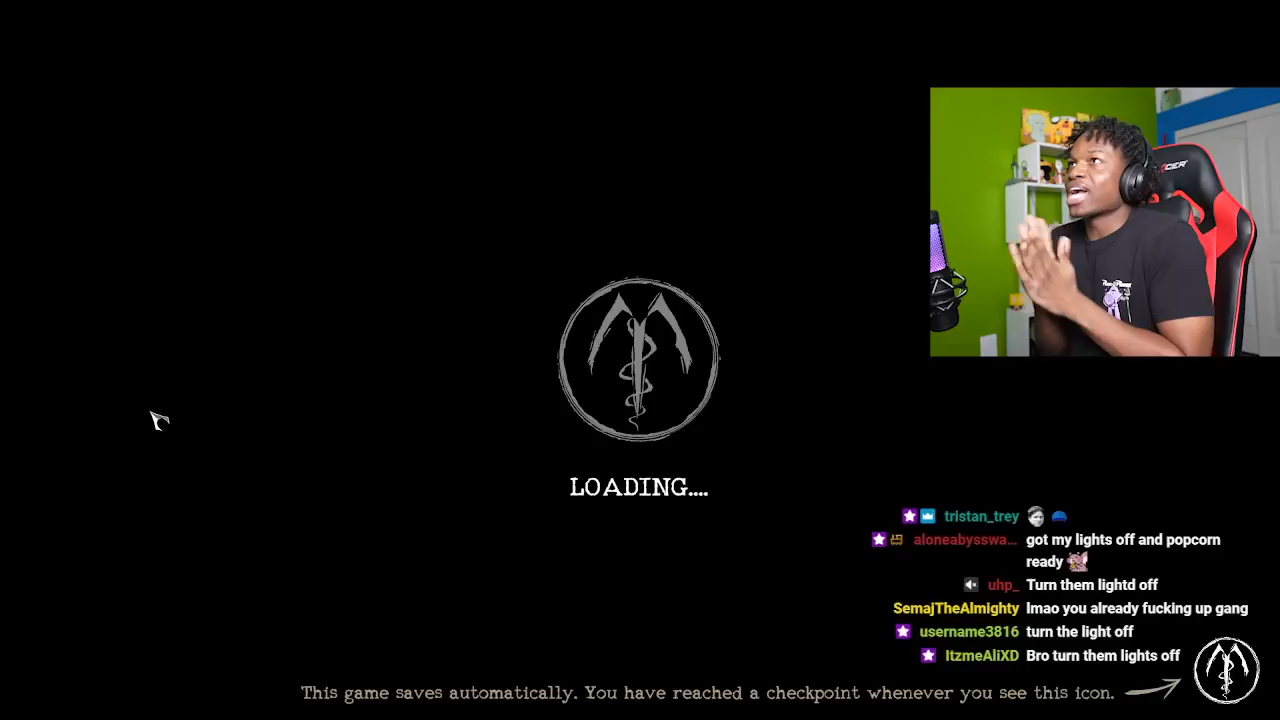 LOADING....
tristan_trey
aloneabysswa... got my lights off and popcorn
ready
uhp_ Turn them lightd off
SemajTheAlmighty lmao you already fucking up gang
username3816 turn the light off
ItzmeAliXD Bro turn them lights off
This game saves automatically. You have reached a checkpoint whenever you see this icon.